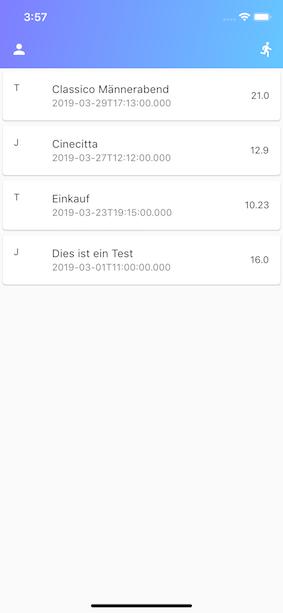 3:57
T
Classico Männerabend
2019-03-29T17:13:00.000
21.0
J
Cinecitta
2019-03-27T12:12:00.000
12.9
T
Einkauf
2019-03-23T19:15:00.000
10.23
J
Dies ist ein Test
2019-03-01T11:00:00.000
16.0